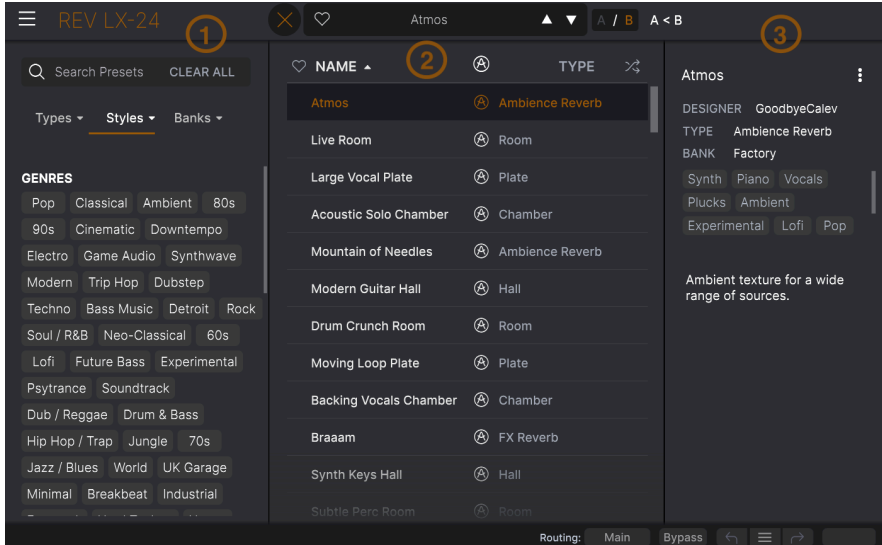 REV LX-24
Atmos
A / B A < B
1
Search Presets CLEAR ALL
Types Styles Banks
GENRES
Pop Classical Ambient 80s
90s Cinematic Downtempo
Electro Game Audio Synthwave
Modern Trip Hop Dubstep
Techno Bass Music Detroit Rock
Soul / R&B Neo-Classical 60s
Lofi Future Bass Experimental
Psytrance Soundtrack
Dub / Reggae Drum & Bass
Hip Hop / Trap Jungle 70s
Jazz / Blues World UK Garage
Minimal Breakbeat Industrial
2
NAME TYPE
Atmos Ambience Reverb
Live Room Room
Large Vocal Plate Plate
Acoustic Solo Chamber Chamber
Mountain of Needles Ambience Reverb
Modern Guitar Hall Hall
Drum Crunch Room Room
Moving Loop Plate Plate
Backing Vocals Chamber Chamber
Braaam FX Reverb
Synth Keys Hall Hall
Subtle Perc Room Room
3
Atmos
DESIGNER GoodbyeCalev
TYPE Ambience Reverb
BANK Factory
Synth Piano Vocals
Plucks Ambient
Experimental Lofi Pop
Ambient texture for a wide
range of sources.
Routing: Main Bypass